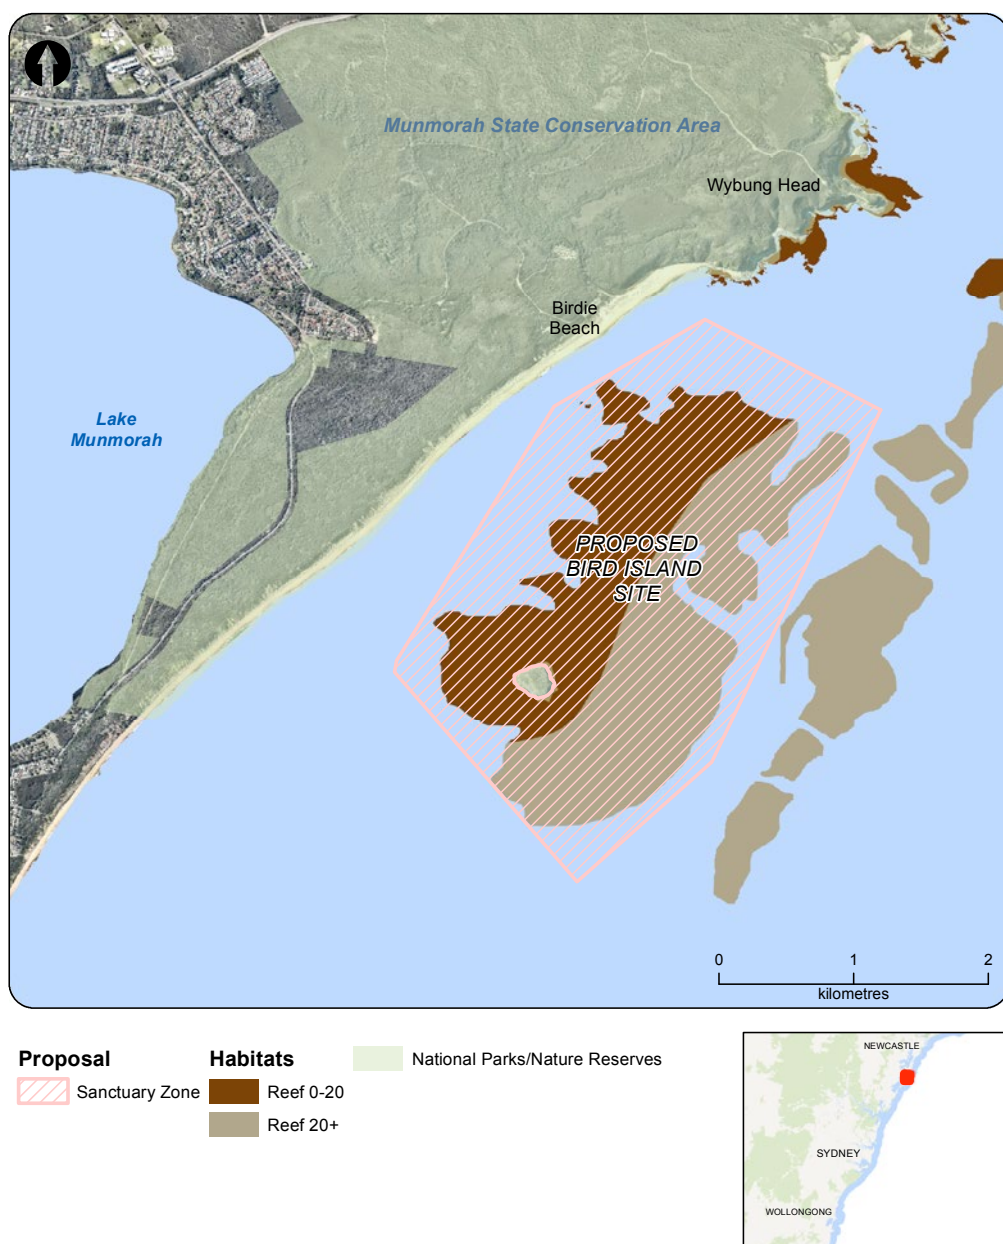 Munmorah State Conservation Area
Wybung Head
Birdie
Beach
Lake
Munmorah
PROPOSED
BIRD ISLAND
SITE
0 1 2
kilometres
Proposal
Sanctuary Zone
Habitats
Reef 0-20
Reef 20+
National Parks/Nature Reserves
NEWCASTLE
SYDNEY
WOLLONGONG